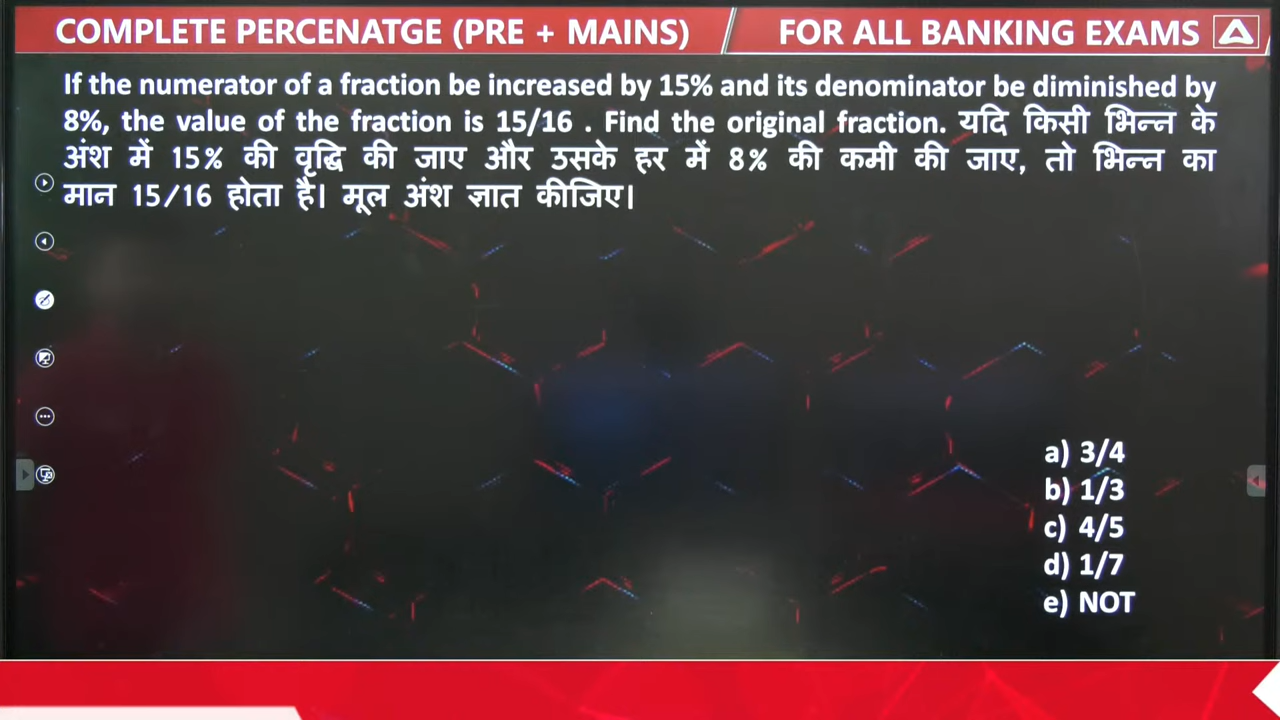 COMPLETE PERCENATGE (PRE + MAINS)
FOR ALL BANKING EXAMS
If the numerator of a fraction be increased by 15% and its denominator be diminished by
8%, the value of the fraction is 15/16 . Find the original fraction. यदि किसी भिन्न के
अंश में 15% की वृद्धि की जाए और उसके हर में 8% की कमी की जाए, तो भिन्न का
मान 15/16 होता है। मूल अंश ज्ञात कीजिए।
a) 3/4
b) 1/3
c) 4/5
d) 1/7
e) NOT